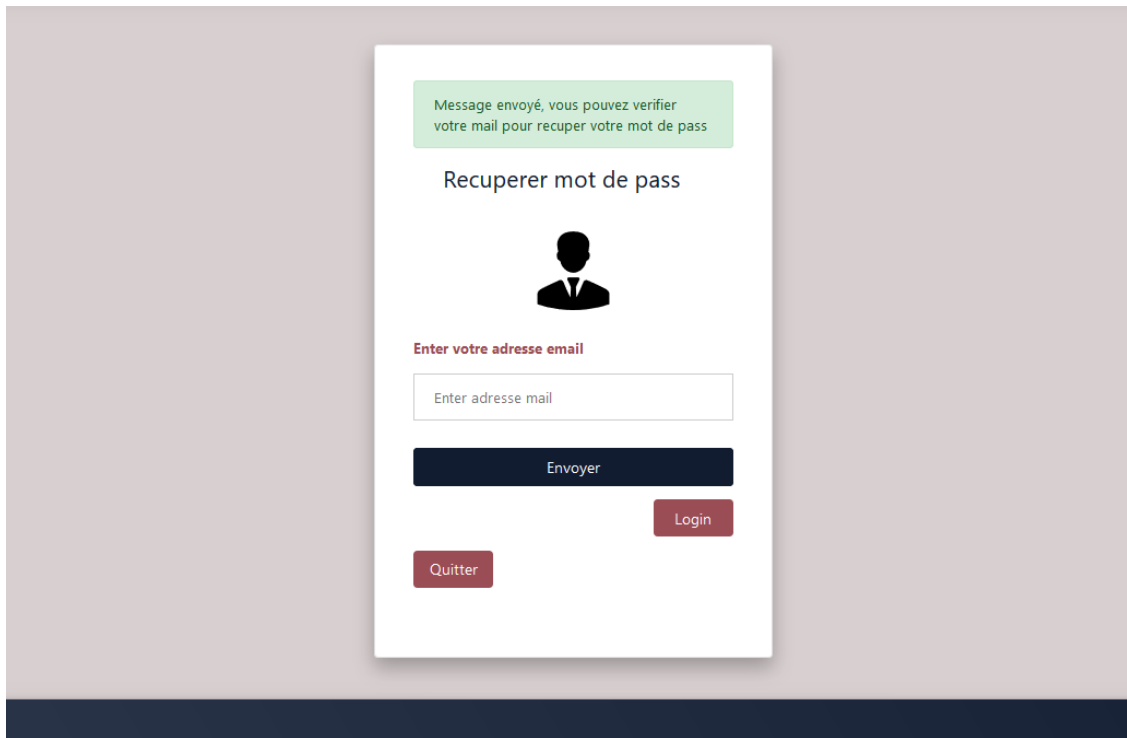 Message envoyé, vous pouvez verifier
votre mail pour recuper votre mot de pass
Recuperer mot de pass
Enter votre adresse email
Enter adresse mail
Envoyer
Login
Quitter